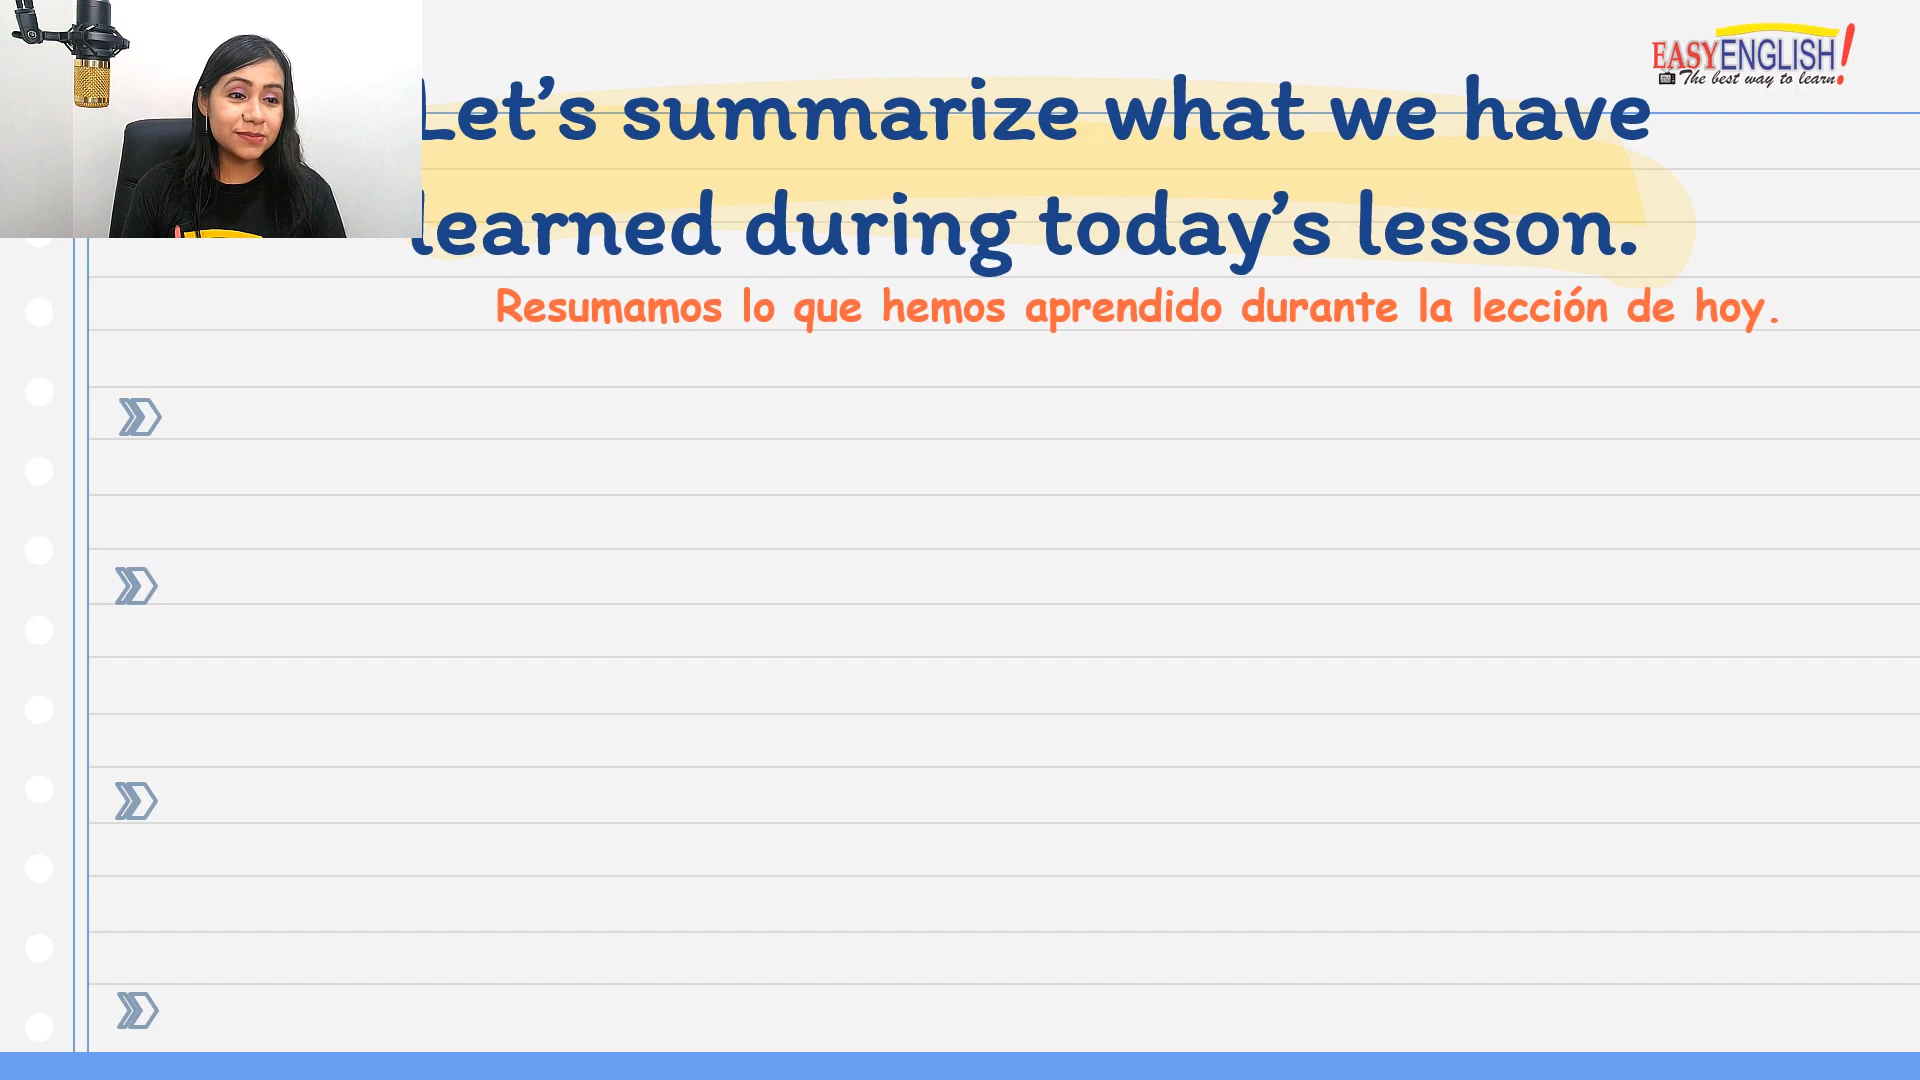 EASYENGLISH!
The best way to learn.
Let’s summarize what we have
learned during today’s lesson.
Resumamos lo que hemos aprendido durante la lección de hoy.